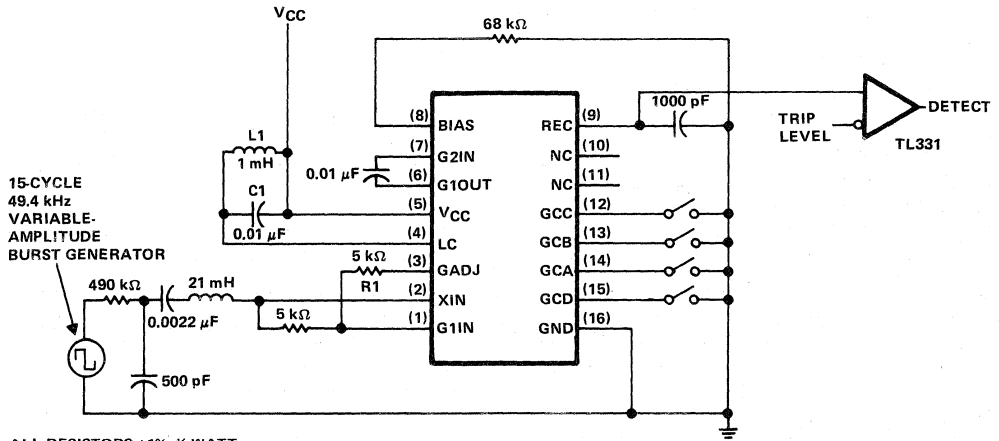 VCC
68 kΩ
1000 pF
DETECT
TRIP
LEVEL
TL331
(8) BIAS
(7) G2IN
(6) G1OUT
(5) VCC
(4) LC
(3) GADJ
(2) XIN
(1) G1IN
REC (9)
NC (10)
NC (11)
GCC (12)
GCB (13)
GCA (14)
GCD (15)
GND (16)
L1
1 mH
C1
0.01 μF
0.01 μF
15-CYCLE
49.4 kHz
VARIABLE-
AMPLITUDE
BURST GENERATOR
490 kΩ
0.0022 μF
21 mH
5 kΩ
R1
5 kΩ
500 pF